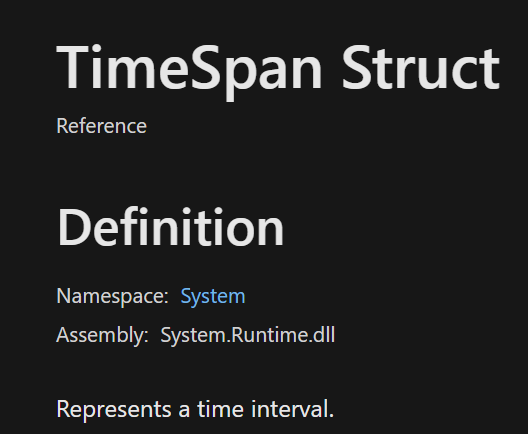 TimeSpan Struct
Reference
Definition
Namespace: System
Assembly: System.Runtime.dll
Represents a time interval.